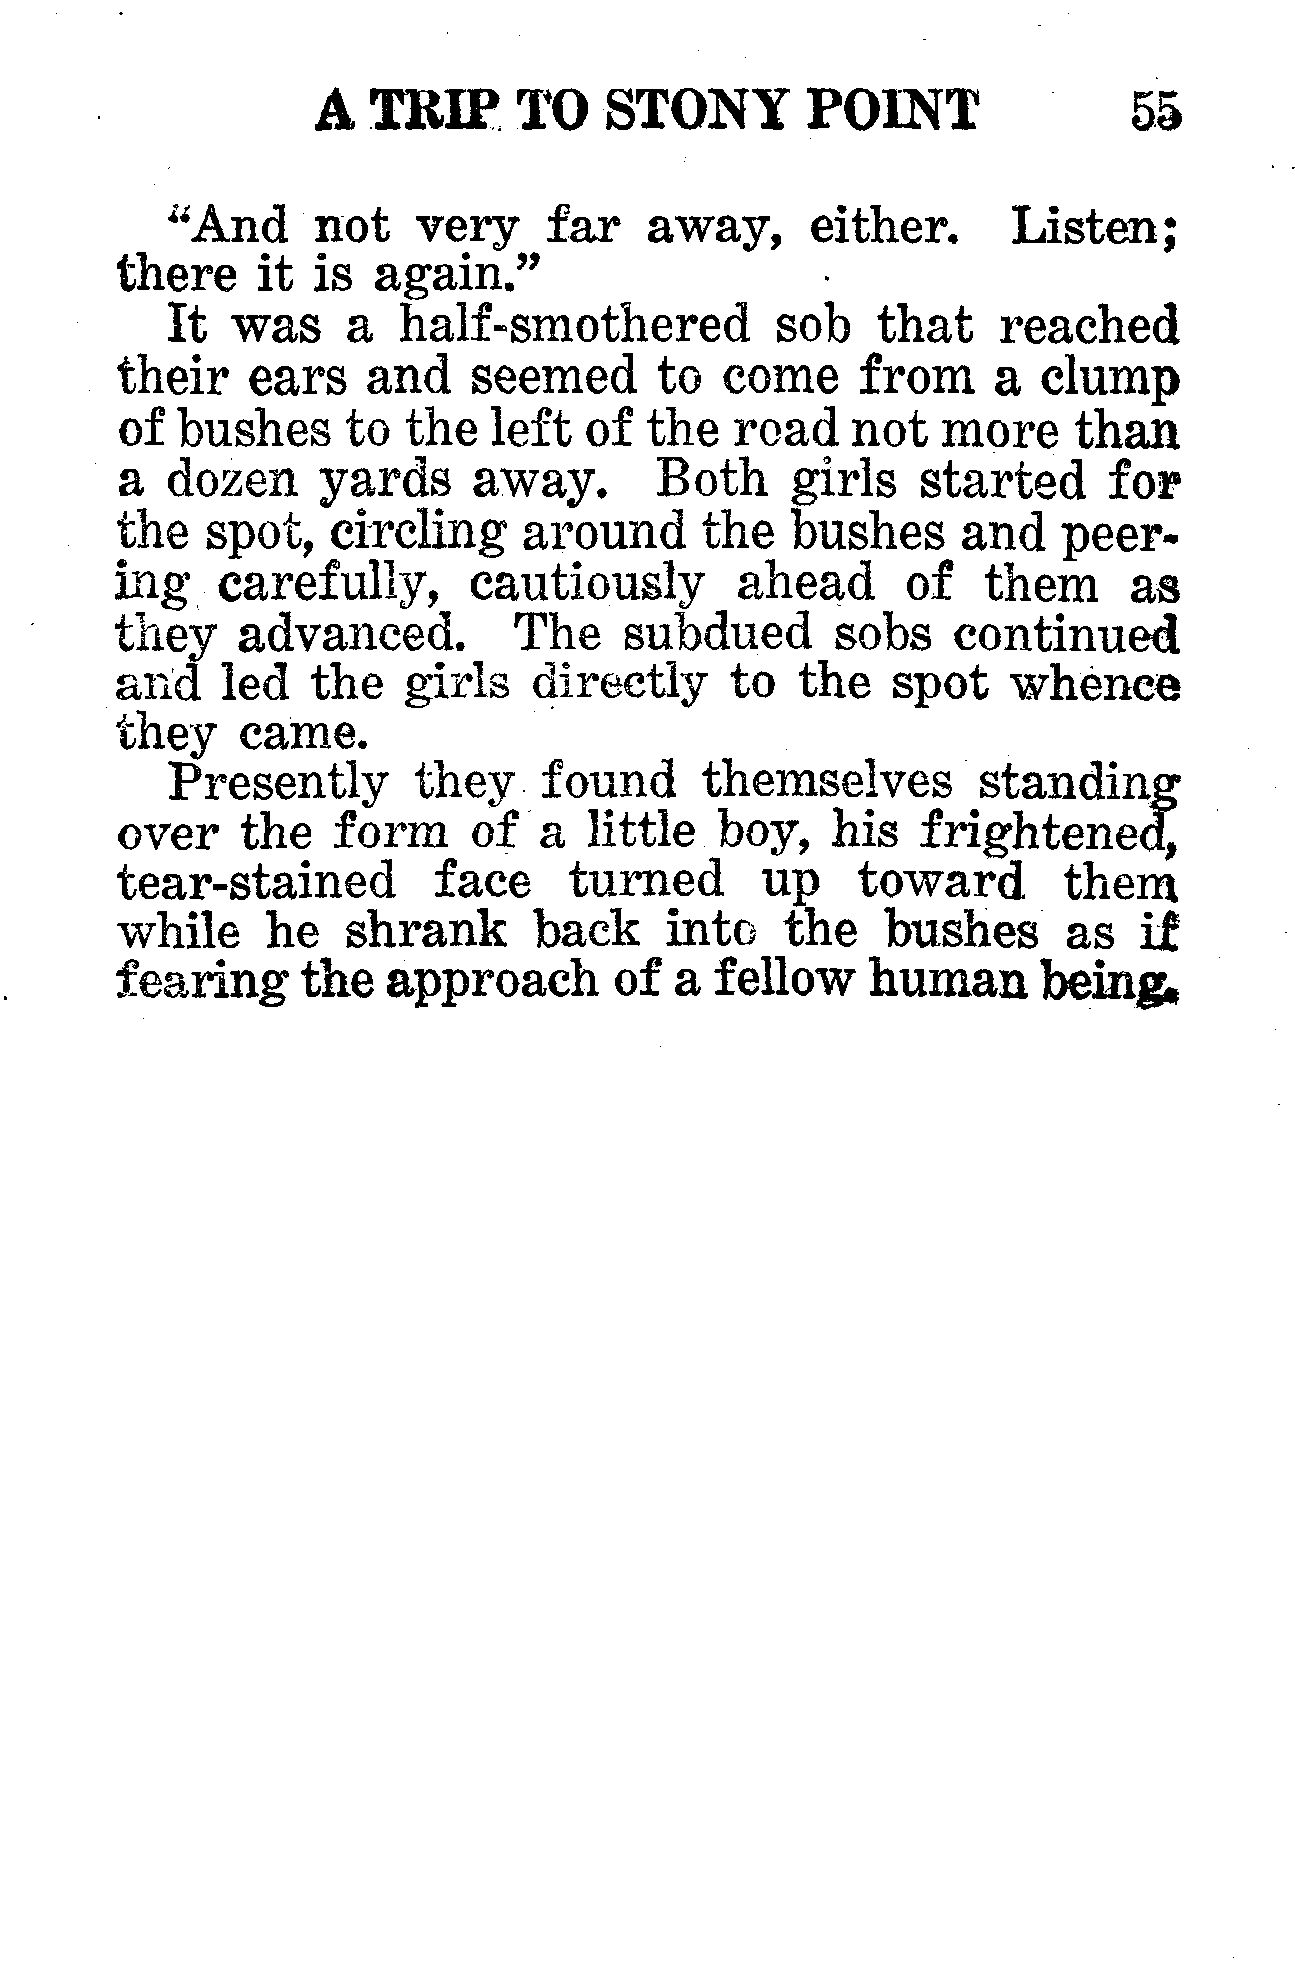 A TRIP TO STONY POINT 55
"And not very far away, either. Listen;
there it is again."
It was a half-smothered sob that reached
their ears and seemed to come from a clump
of bushes to the left of the road not more than
a dozen yards away. Both girls started for
the spot, circling around the bushes and peer-
ing carefully, cautiously ahead of them as
they advanced. The subdued sobs continued
and led the girls directly to the spot whence
they came.
Presently they found themselves standing
over the form of a little boy, his frightened,
tear-stained face turned up toward them
while he shrank back into the bushes as if
fearing the approach of a fellow human being.